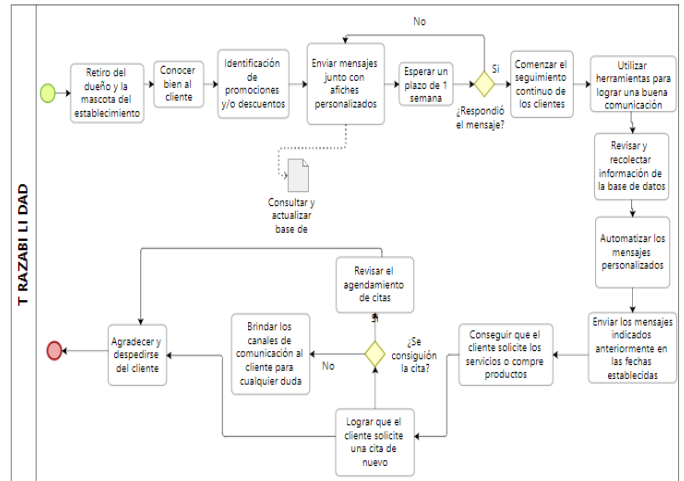 T RAZABI LI DAD
Retiro del
dueño y la
mascota del
establecimiento
Conocer
bien al
cliente
Identificación
de
promociones
y/o descuentos
Enviar mensajes
junto con
afiches
personalizados
Esperar un
plazo de 1
semana
No
Si
¿Respondió
el mensaje?
Comenzar el
seguimiento
continuo de
los clientes
Utilizar
herramientas para
lograr una buena
comunicación
Consultar y
actualizar
base de
Revisar y
recolectar
información de
la base de datos
Automatizar los
mensajes
personalizados
Enviar los mensajes
indicados
anteriormente en
las fechas
establecidas
Conseguir que el
cliente solicite los
servicios o compre
productos
Lograr que el
cliente solicite
una cita de
nuevo
¿Se
consiguión
la cita?
Si
No
Revisar el
agendamiento
de citas
Brindar los
canales de
comunicación al
cliente para
cualquier duda
Agradecer y
despedirse
del cliente